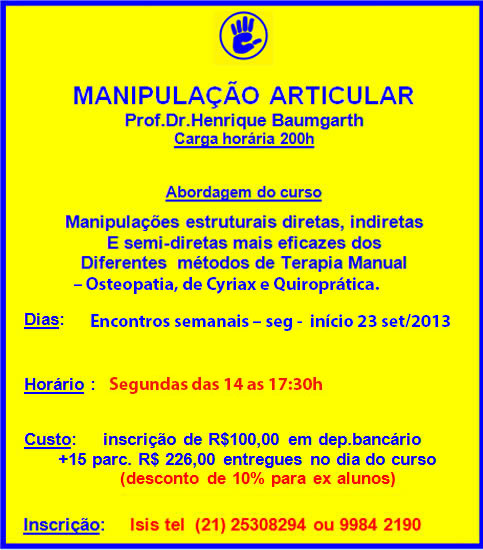 MANIPULAÇÃO ARTICULAR
Prof.Dr.Henrique Baumgarth
Carga horária 200h
Abordagem do curso
Manipulações estruturais diretas, indiretas
E semi-diretas mais eficazes dos
Diferentes métodos de Terapia Manual
– Osteopatia, de Cyriax e Quiroprática.
Dias: Encontros semanais – seg - início 23 set/2013
Horário : Segundas das 14 as 17:30h
Custo: inscrição de R$100,00 em dep.bancário
+15 parc. R$ 226,00 entregues no dia do curso
(desconto de 10% para ex alunos)
Inscrição: Isis tel (21) 25308294 ou 9984 2190